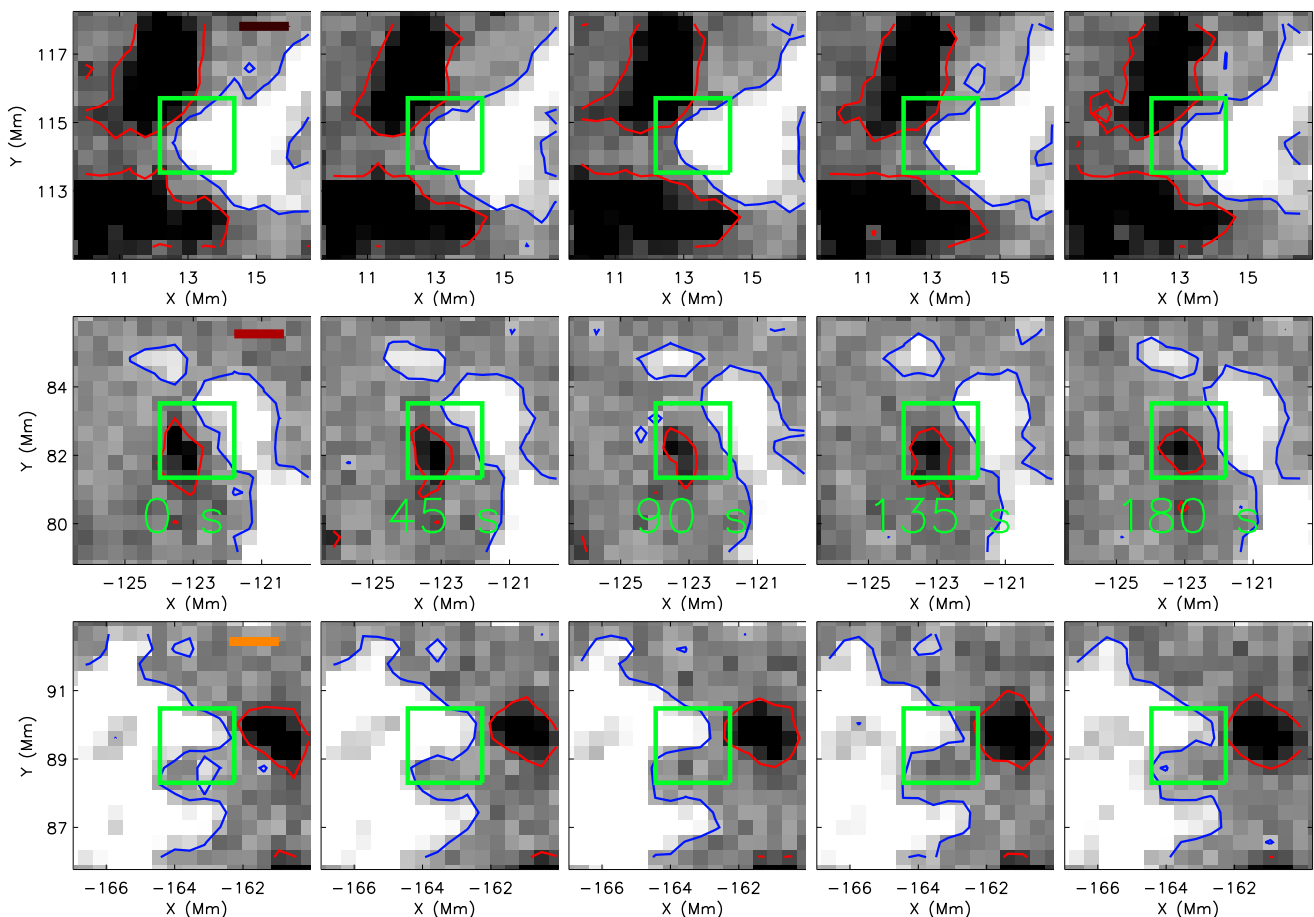 117
115
113
Y (Mm)
11 13 15 11 13 15 11 13 15 11 13 15 11 13 15
X (Mm) X (Mm) X (Mm) X (Mm) X (Mm)
84
82
80
Y (Mm)
0 s 45 s 90 s 135 s 180 s
-125 -123 -121 -125 -123 -121 -125 -123 -121 -125 -123 -121 -125 -123 -121
X (Mm) X (Mm) X (Mm) X (Mm) X (Mm)
91
89
87
Y (Mm)
-166 -164 -162 -166 -164 -162 -166 -164 -162 -166 -164 -162 -166 -164 -162
X (Mm) X (Mm) X (Mm) X (Mm) X (Mm)